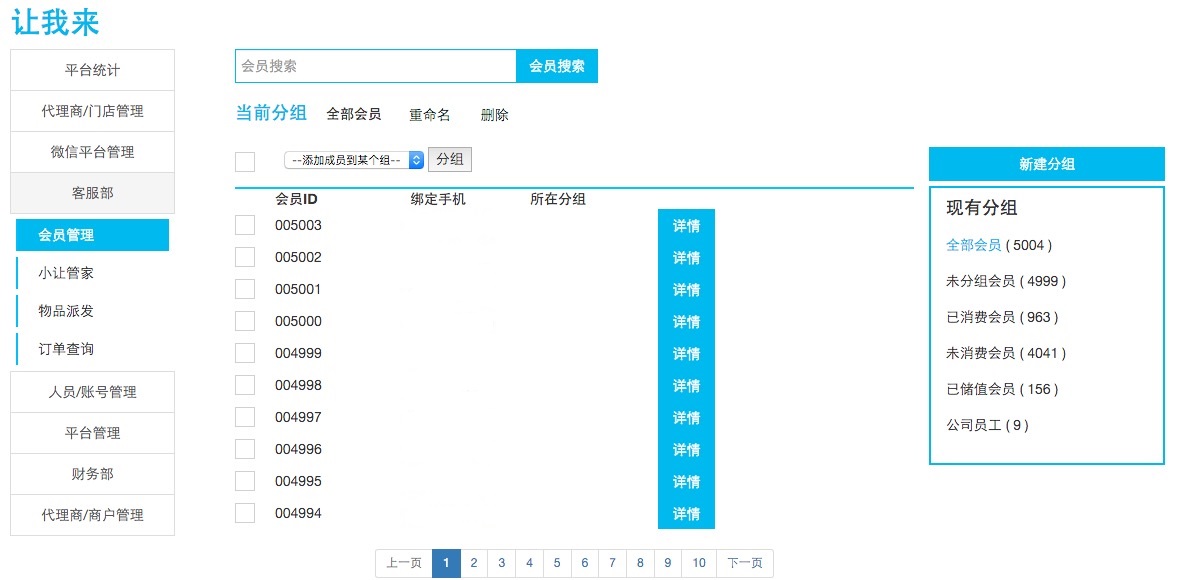 让我来
平台统计
代理商/门店管理
微信平台管理
客服部
会员管理
小让管家
物品派发
订单查询
人员/账号管理
平台管理
财务部
代理商/商户管理
会员搜索 会员搜索
当前分组 全部会员 重命名 删除
--添加成员到某个组-- 分组
会员ID 绑定手机 所在分组
005003 详情
005002 详情
005001 详情
005000 详情
004999 详情
004998 详情
004997 详情
004996 详情
004995 详情
004994 详情
上一页 1 2 3 4 5 6 7 8 9 10 下一页
新建分组
现有分组
全部会员 ( 5004 )
未分组会员 ( 4999 )
已消费会员 ( 963 )
未消费会员 ( 4041 )
已储值会员 ( 156 )
公司员工 ( 9 )